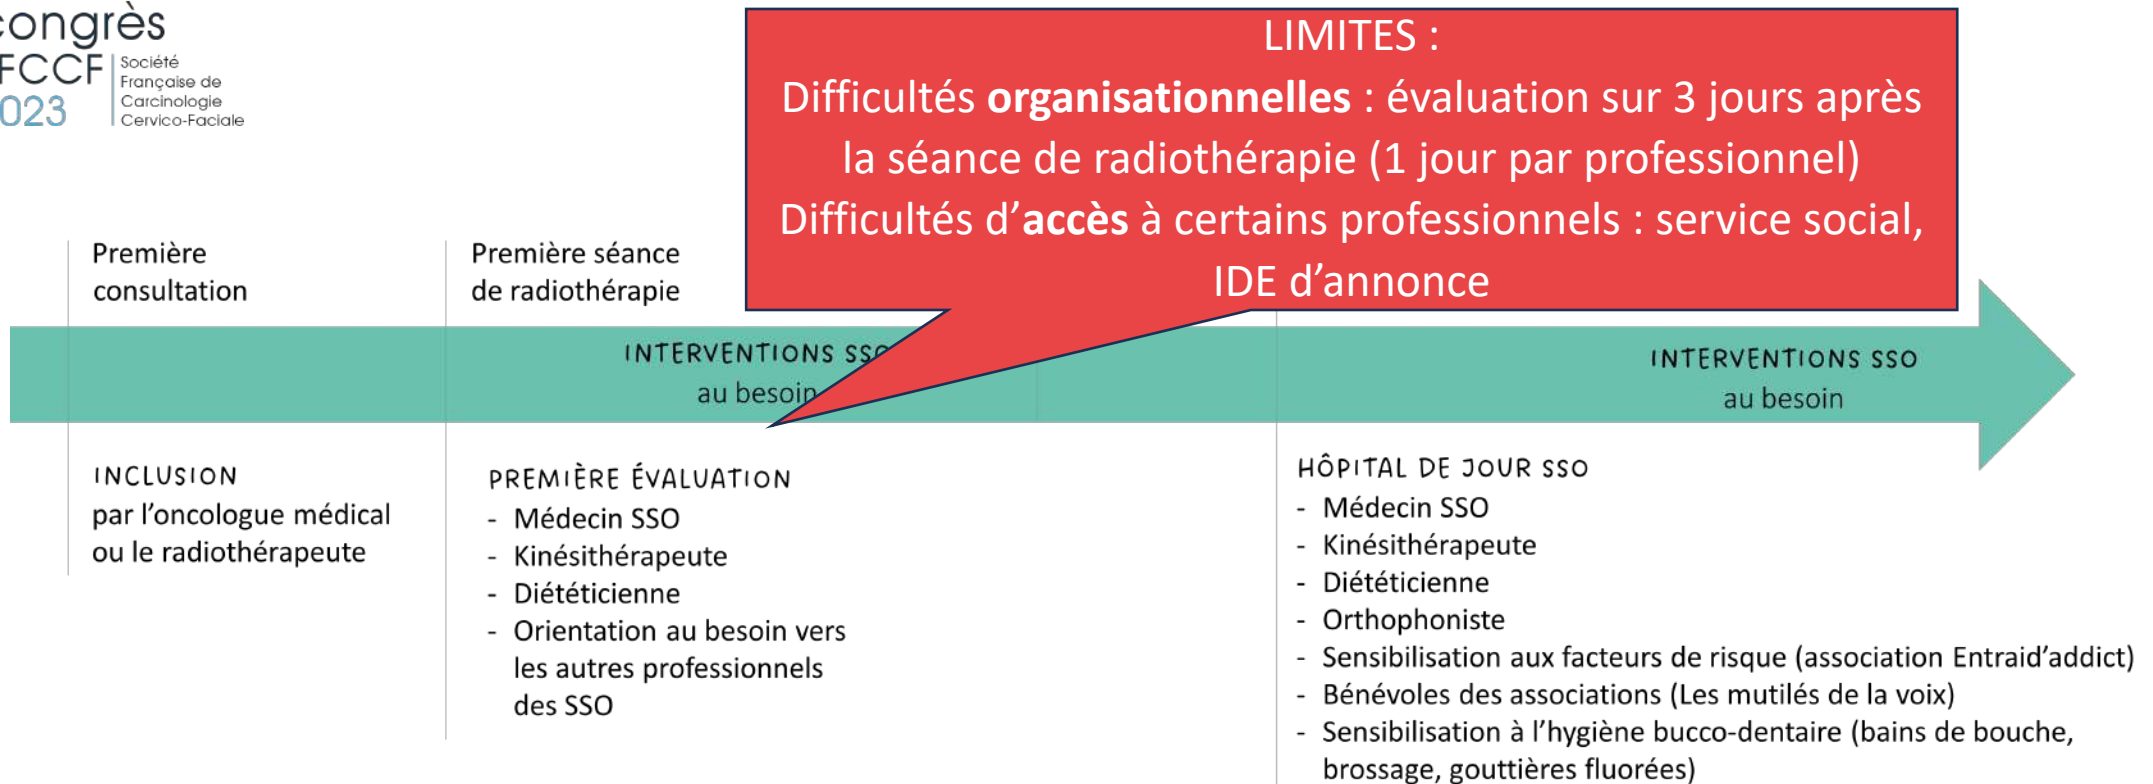 congrès
FCCF
023
Société
Française de
Carcinologie
Cervico-Faciale
LIMITES :
Difficultés organisationnelles : évaluation sur 3 jours après
la séance de radiothérapie (1 jour par professionnel)
Difficultés d’accès à certains professionnels : service social,
IDE d’annonce
Première
consultation
Première séance
de radiothérapie
INTERVENTIONS SSO
au besoin
INTERVENTIONS SSO
au besoin
INCLUSION
par l’oncologue médical
ou le radiothérapeute
PREMIÈRE ÉVALUATION
- Médecin SSO
- Kinésithérapeute
- Diététicienne
- Orientation au besoin vers
les autres professionnels
des SSO
HÔPITAL DE JOUR SSO
- Médecin SSO
- Kinésithérapeute
- Diététicienne
- Orthophoniste
- Sensibilisation aux facteurs de risque (association Entraid’addict)
- Bénévoles des associations (Les mutilés de la voix)
- Sensibilisation à l’hygiène bucco-dentaire (bains de bouche,
brossage, gouttières fluorées)